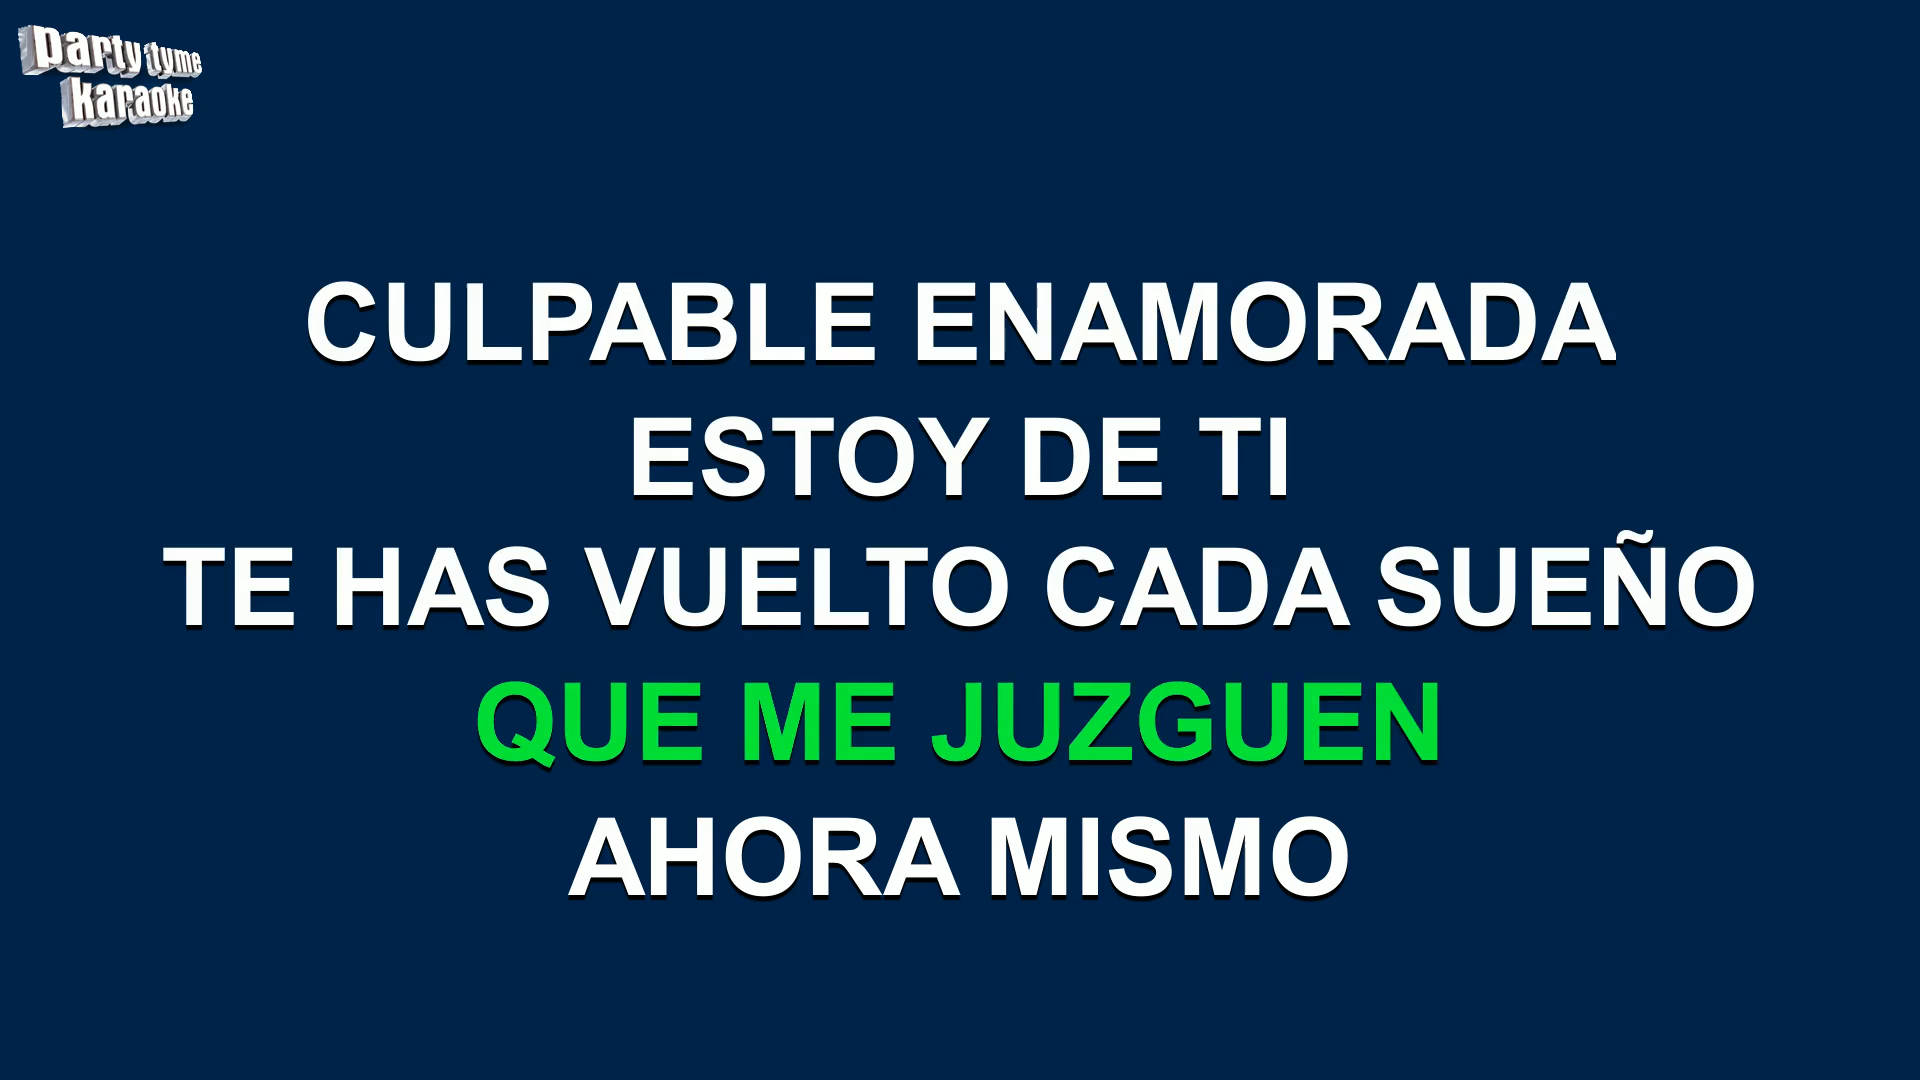 party tyme
karaoke
CULPABLE ENAMORADA
ESTOY DE TI
TE HAS VUELTO CADA SUEÑO
QUE ME JUZGUEN
AHORA MISMO